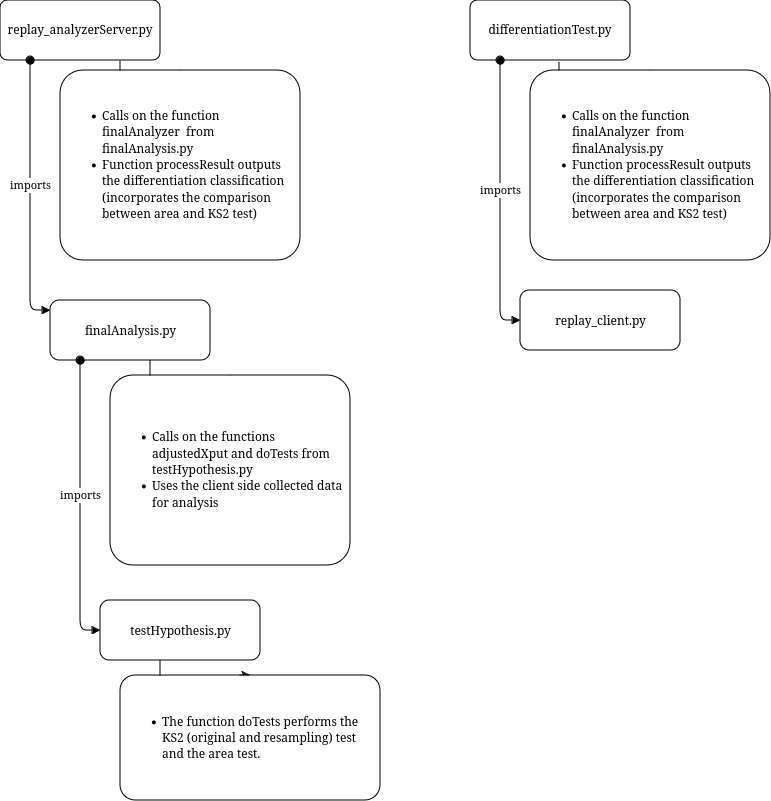 replay_analyzerServer.py
• Calls on the function
finalAnalyzer  from
finalAnalysis.py
• Function processResult outputs
the differentiation classification
(incorporates the comparison
between area and KS2 test)
imports
finalAnalysis.py
• Calls on the functions
adjustedXput and doTests from
testHypothesis.py
• Uses the client side collected data
for analysis
imports
testHypothesis.py
• The function doTests performs the
KS2 (original and resampling) test
and the area test.
differentiationTest.py
• Calls on the function
finalAnalyzer  from
finalAnalysis.py
• Function processResult outputs
the differentiation classification
(incorporates the comparison
between area and KS2 test)
imports
replay_client.py